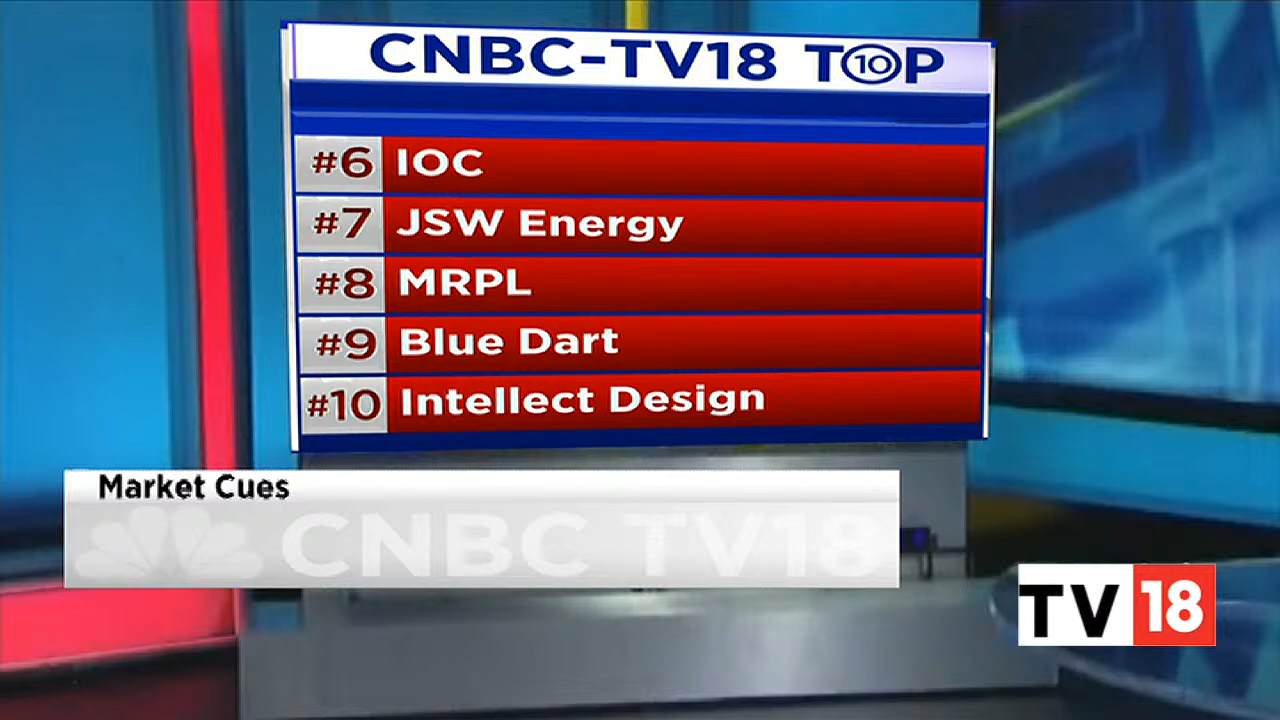 CNBC-TV18 TOP
10
#6 IOC
#7 JSW Energy
#8 MRPL
#9 Blue Dart
#10 Intellect Design
Market Cues
CNBC TV18
TV18